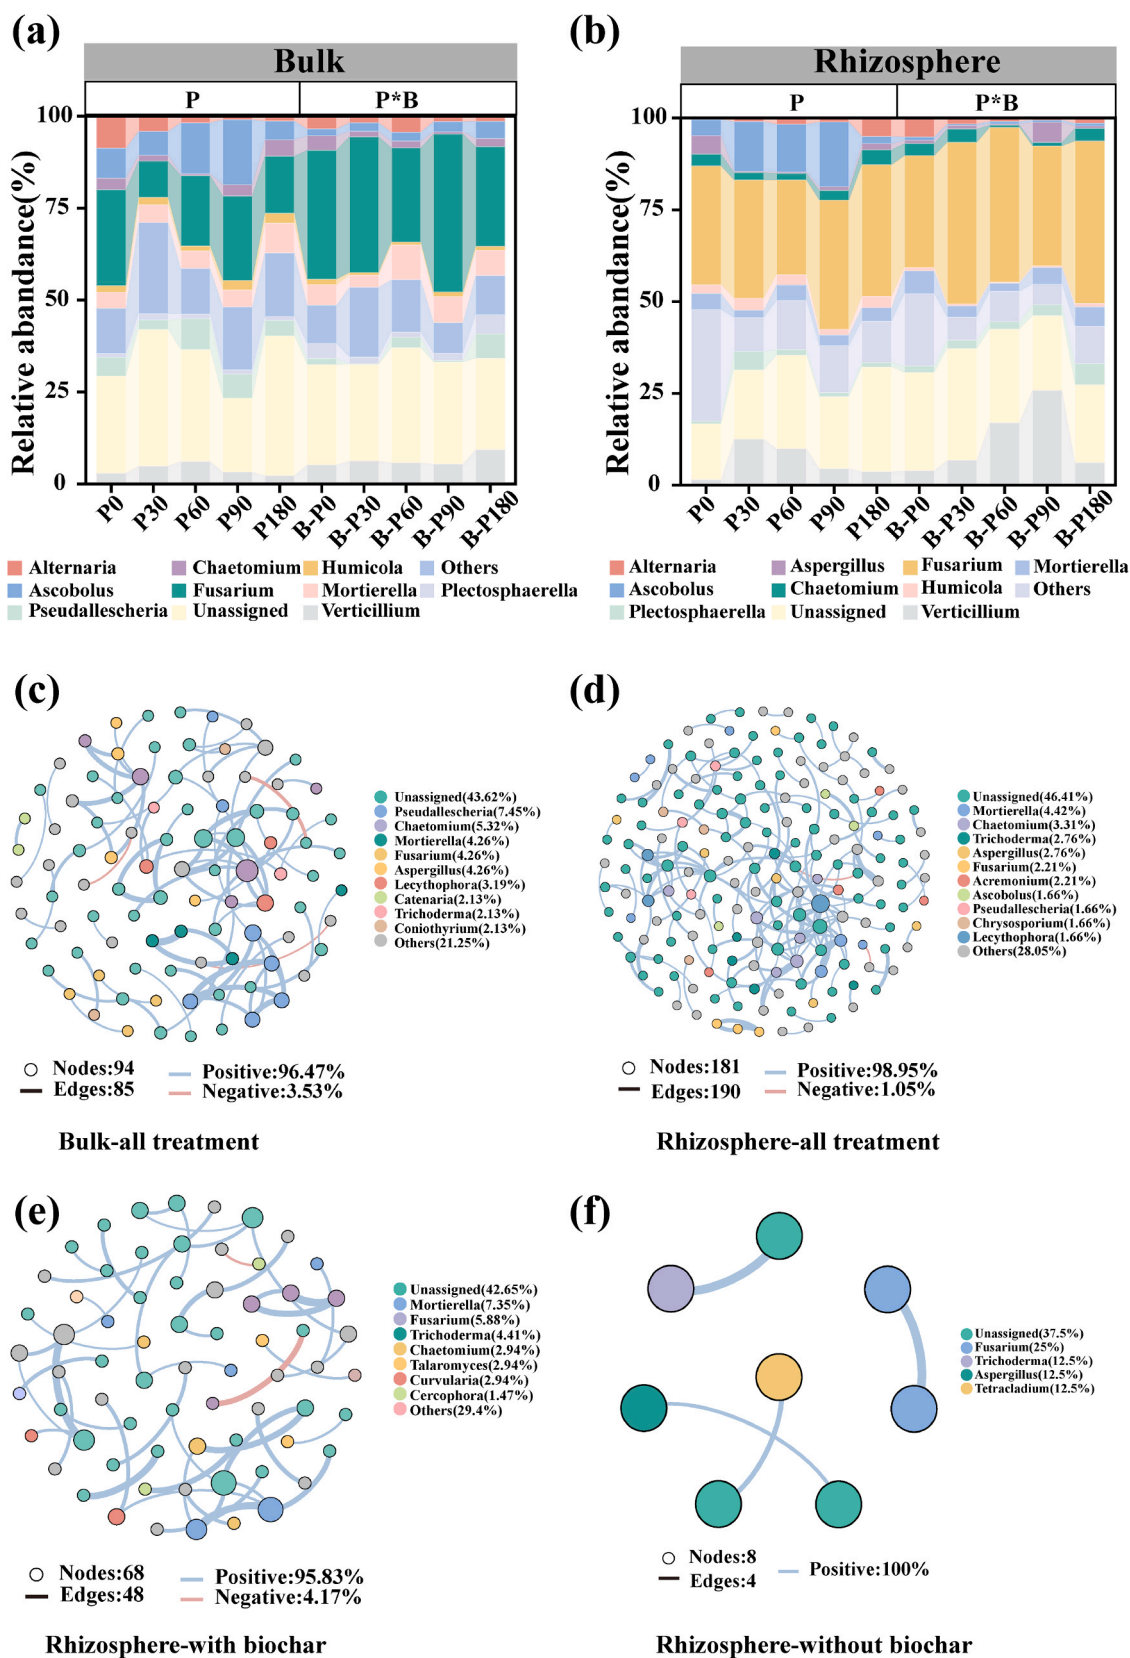 (a)
Bulk
P P*B
Relative abundance(%)
100
75
50
25
0
P0 P30 P60 P90 P180 B-P0 B-P30 B-P60 B-P90 B-P180
Alternaria Chaetomium Humicola Others
Ascobolus Fusarium Mortierella Plectosphaerella
Pseudallescheria Unassigned Verticillium
(b)
Rhizosphere
P P*B
Relative abundance(%)
100
75
50
25
0
P0 P30 P60 P90 P180 B-P0 B-P30 B-P60 B-P90 B-P180
Alternaria Aspergillus Fusarium Mortierella
Ascobolus Chaetomium Humicola Others
Plectosphaerella Unassigned Verticillium
(c)
Unassigned(43.62%)
Pseudallescheria(7.45%)
Chaetomium(5.32%)
Mortierella(4.26%)
Fusarium(4.26%)
Aspergillus(4.26%)
Lecythophora(3.19%)
Catenaria(2.13%)
Trichoderma(2.13%)
Coniothyrium(2.13%)
Others(21.25%)
Nodes:94 Positive:96.47%
Edges:85 Negative:3.53%
Bulk-all treatment
(d)
Unassigned(46.41%)
Mortierella(4.42%)
Chaetomium(3.31%)
Trichoderma(2.76%)
Aspergillus(2.76%)
Fusarium(2.21%)
Acremonium(2.21%)
Ascobolus(1.66%)
Pseudallescheria(1.66%)
Chrysosporium(1.66%)
Lecythophora(1.66%)
Others(28.05%)
Nodes:181 Positive:98.95%
Edges:190 Negative:1.05%
Rhizosphere-all treatment
(e)
Unassigned(42.65%)
Mortierella(7.35%)
Fusarium(5.88%)
Trichoderma(4.41%)
Chaetomium(2.94%)
Talaromyces(2.94%)
Curvularia(2.94%)
Cercophora(1.47%)
Others(29.4%)
Nodes:68 Positive:95.83%
Edges:48 Negative:4.17%
Rhizosphere-with biochar
(f)
Unassigned(37.5%)
Fusarium(25%)
Trichoderma(12.5%)
Aspergillus(12.5%)
Tetracladium(12.5%)
Nodes:8 Positive:100%
Edges:4
Rhizosphere-without biochar